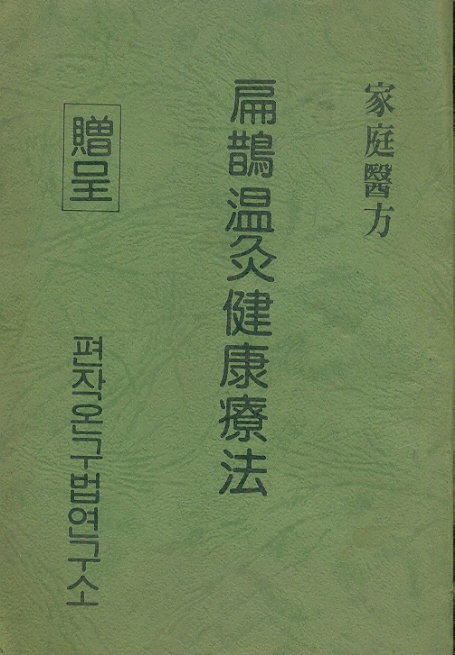 家庭醫方
扁鵲温灸健康療法
贈呈
편작온구법연구소